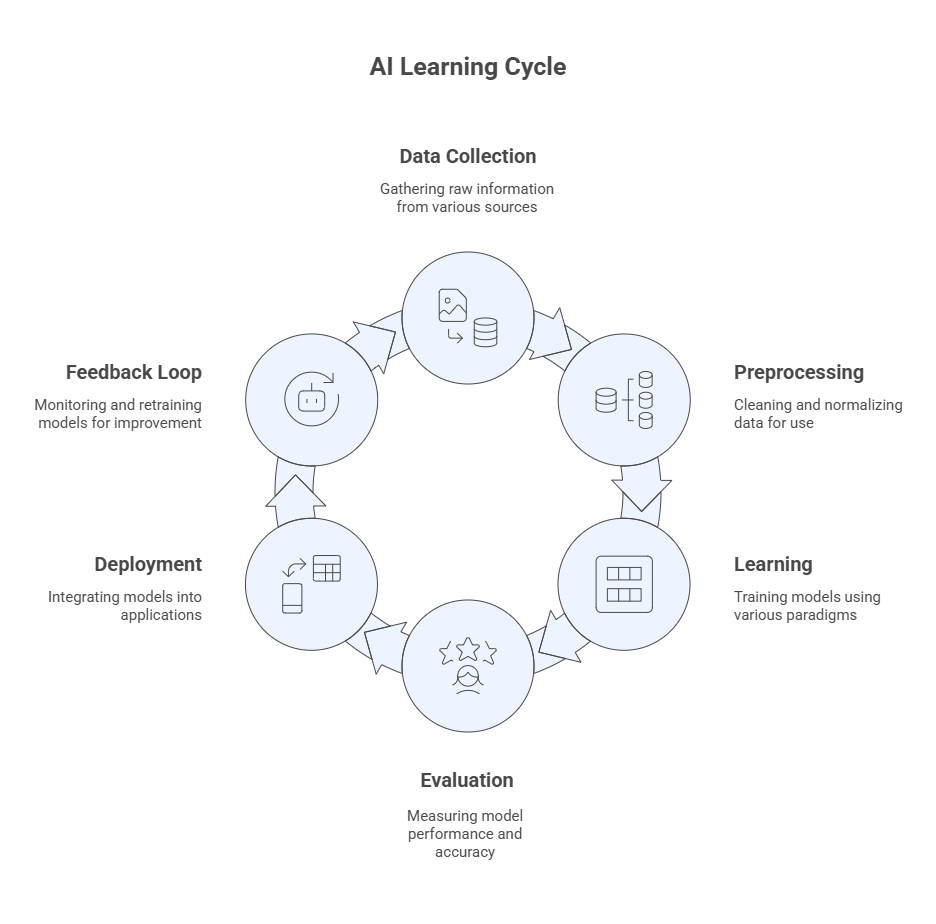 AI Learning Cycle
Data Collection
Gathering raw information
from various sources
Preprocessing
Cleaning and normalizing
data for use
Learning
Training models using
various paradigms
Evaluation
Measuring model
performance and
accuracy
Deployment
Integrating models into
applications
Feedback Loop
Monitoring and retraining
models for improvement